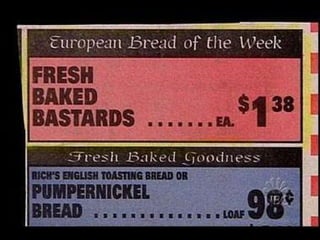 European Bread of the Week
FRESH
BAKED
BASTARDS ....... EA. $1 38
Fresh Baked Goodness
RICH'S ENGLISH TOASTING BREAD OR
PUMPERNICKEL
BREAD .............. LOAF 98¢